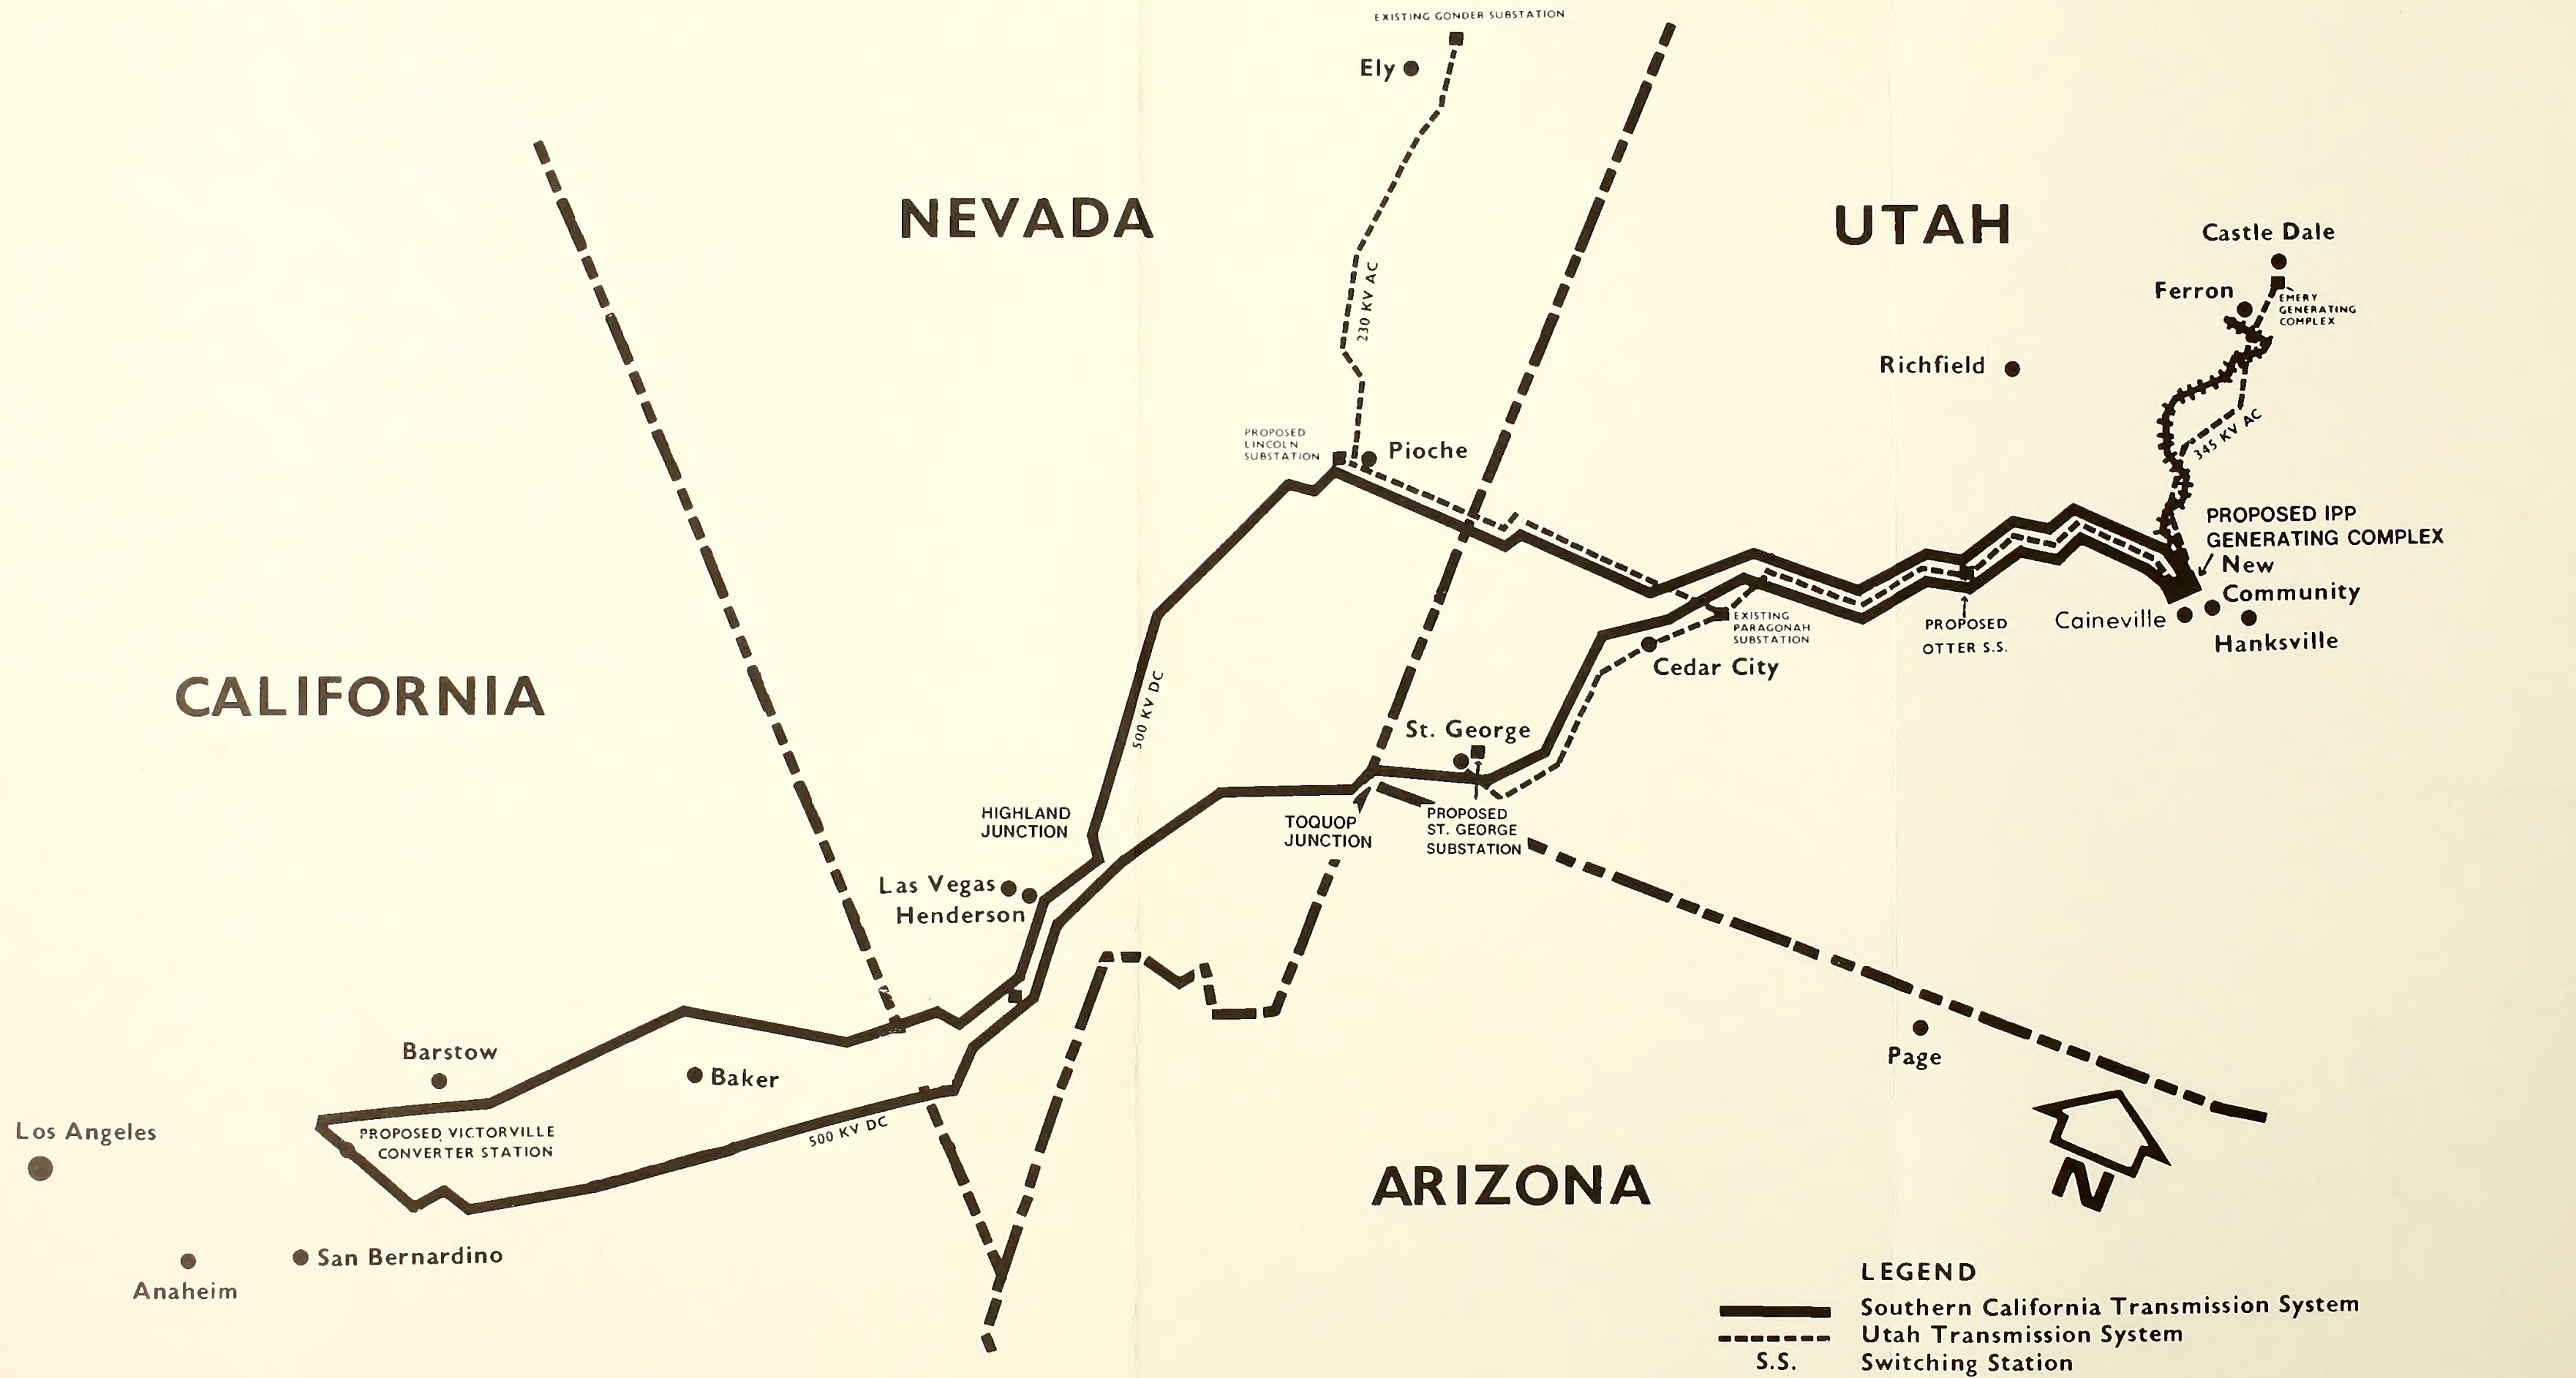 EXISTING GONDER SUBSTATION
Ely
NEVADA
UTAH
Castle Dale
Ferron
EMERY
GENERATING
COMPLEX
230 KV AC
Richfield
345 KV AC
PROPOSED
LINCOLN
SUBSTATION
Pioche
PROPOSED IPP
GENERATING COMPLEX
New
Community
Caineville
Hanksville
EXISTING
PARAGONAH
SUBSTATION
PROPOSED
OTTER S.S.
Cedar City
CALIFORNIA
500 KV DC
St. George
HIGHLAND
JUNCTION
TOQUOP
JUNCTION
PROPOSED
ST. GEORGE
SUBSTATION
Las Vegas
Henderson
Barstow
Baker
Page
Los Angeles
PROPOSED VICTORVILLE
CONVERTER STATION
500 KV DC
ARIZONA
N
San Bernardino
Anaheim
LEGEND
Southern California Transmission System
Utah Transmission System
S.S. Switching Station